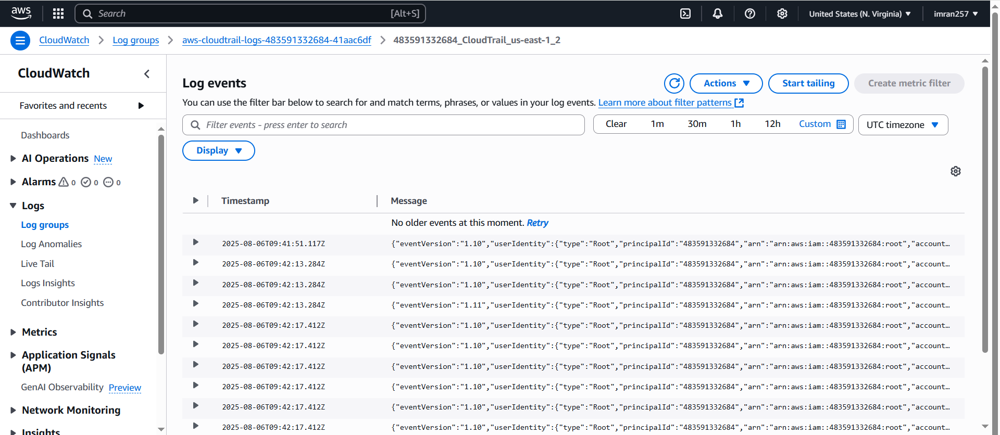 aws
Search
[Alt+S]
United States (N. Virginia)
imran257
CloudWatch
Log groups
aws-cloudtrail-logs-483591332684-41aac6df
483591332684_CloudTrail_us-east-1_2
CloudWatch
Favorites and recents
Dashboards
AI Operations New
Alarms 0 0 0
Logs
Log groups
Log Anomalies
Live Tail
Logs Insights
Contributor Insights
Metrics
Application Signals
(APM)
GenAI Observability Preview
Network Monitoring
Insights
Log events
Actions
Start tailing
Create metric filter
You can use the filter bar below to search for and match terms, phrases, or values in your log events. Learn more about filter patterns
Filter events - press enter to search
Clear 1m 30m 1h 12h Custom
UTC timezone
Display
Timestamp Message
No older events at this moment. Retry
2025-08-06T09:41:51.117Z {"eventVersion":"1.10","userIdentity":{"type":"Root","principalId":"483591332684","arn":"arn:aws:iam::483591332684:root","account…
2025-08-06T09:42:13.284Z {"eventVersion":"1.10","userIdentity":{"type":"Root","principalId":"483591332684","arn":"arn:aws:iam::483591332684:root","account…
2025-08-06T09:42:13.284Z {"eventVersion":"1.10","userIdentity":{"type":"Root","principalId":"483591332684","arn":"arn:aws:iam::483591332684:root","account…
2025-08-06T09:42:13.284Z {"eventVersion":"1.11","userIdentity":{"type":"Root","principalId":"483591332684","arn":"arn:aws:iam::483591332684:root","account…
2025-08-06T09:42:17.412Z {"eventVersion":"1.10","userIdentity":{"type":"Root","principalId":"483591332684","arn":"arn:aws:iam::483591332684:root","account…
2025-08-06T09:42:17.412Z {"eventVersion":"1.10","userIdentity":{"type":"Root","principalId":"483591332684","arn":"arn:aws:iam::483591332684:root","account…
2025-08-06T09:42:17.412Z {"eventVersion":"1.10","userIdentity":{"type":"Root","principalId":"483591332684","arn":"arn:aws:iam::483591332684:root","account…
2025-08-06T09:42:17.412Z {"eventVersion":"1.10","userIdentity":{"type":"Root","principalId":"483591332684","arn":"arn:aws:iam::483591332684:root","account…
2025-08-06T09:42:17.412Z {"eventVersion":"1.10","userIdentity":{"type":"Root","principalId":"483591332684","arn":"arn:aws:iam::483591332684:root","account…
2025-08-06T09:42:17.412Z {"eventVersion":"1.10","userIdentity":{"type":"Root","principalId":"483591332684","arn":"arn:aws:iam::483591332684:root","account…